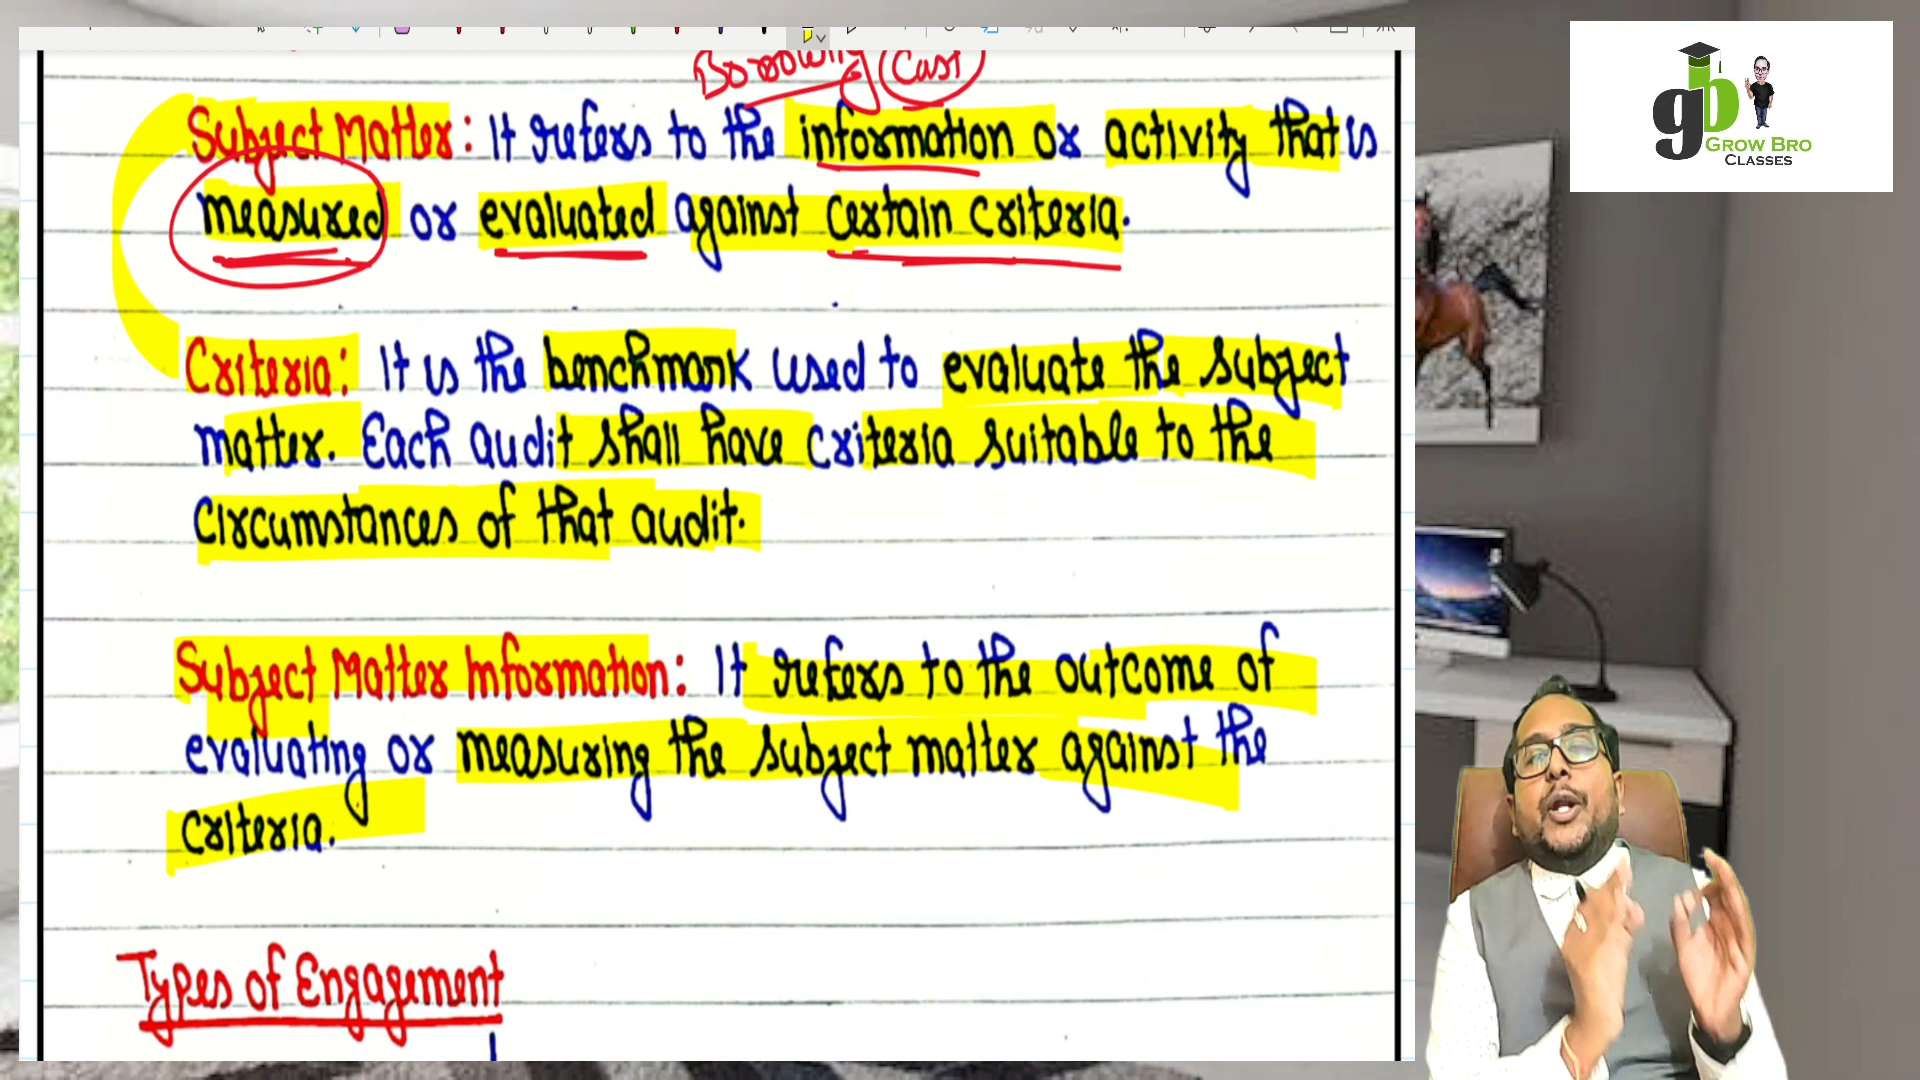 Borrowing Cost
Subject Matter: It refers to the information or activity that is
measured or evaluated against certain criteria.
Criteria: It is the benchmark used to evaluate the subject
matter. Each audit shall have criteria suitable to the
circumstances of that audit.
Subject Matter Information: It refers to the outcome of
evaluating or measuring the subject matter against the
criteria.
Types of Engagement
gb
GROW BRO
CLASSES